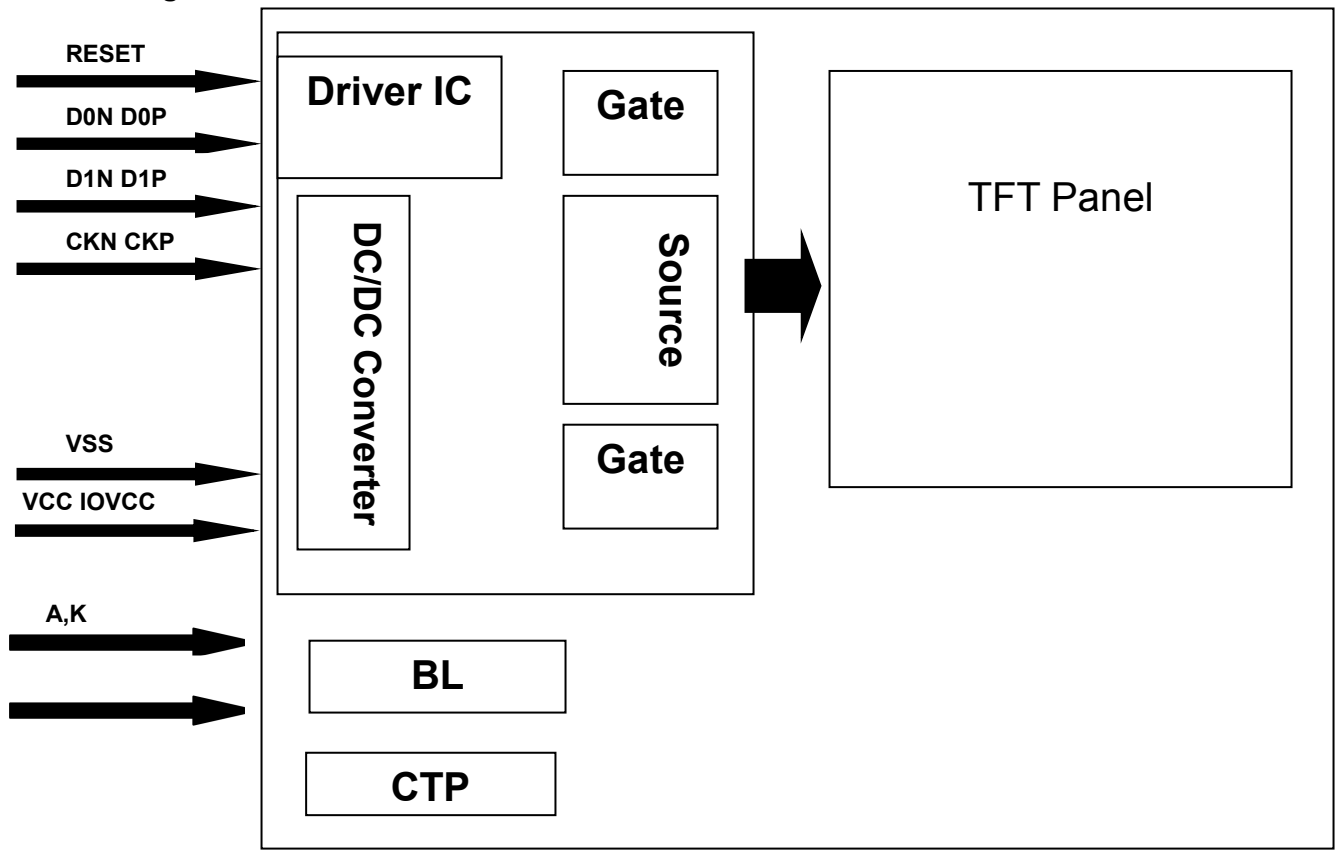 RESET
D0N D0P
D1N D1P
CKN CKP
VSS
VCC IOVCC
A,K
Driver IC
DC/DC Converter
Gate
Source
Gate
BL
CTP
TFT Panel